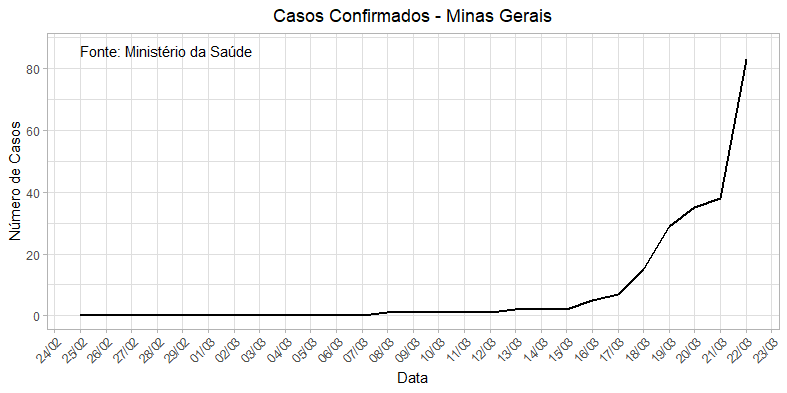 Casos Confirmados - Minas Gerais
Fonte: Ministério da Saúde
Número de Casos
80
60
40
20
0
24/02 25/02 26/02 27/02 28/02 29/02 01/03 02/03 03/03 04/03 05/03 06/03 07/03 08/03 09/03 10/03 11/03 12/03 13/03 14/03 15/03 16/03 17/03 18/03 19/03 20/03 21/03 22/03 23/03
Data